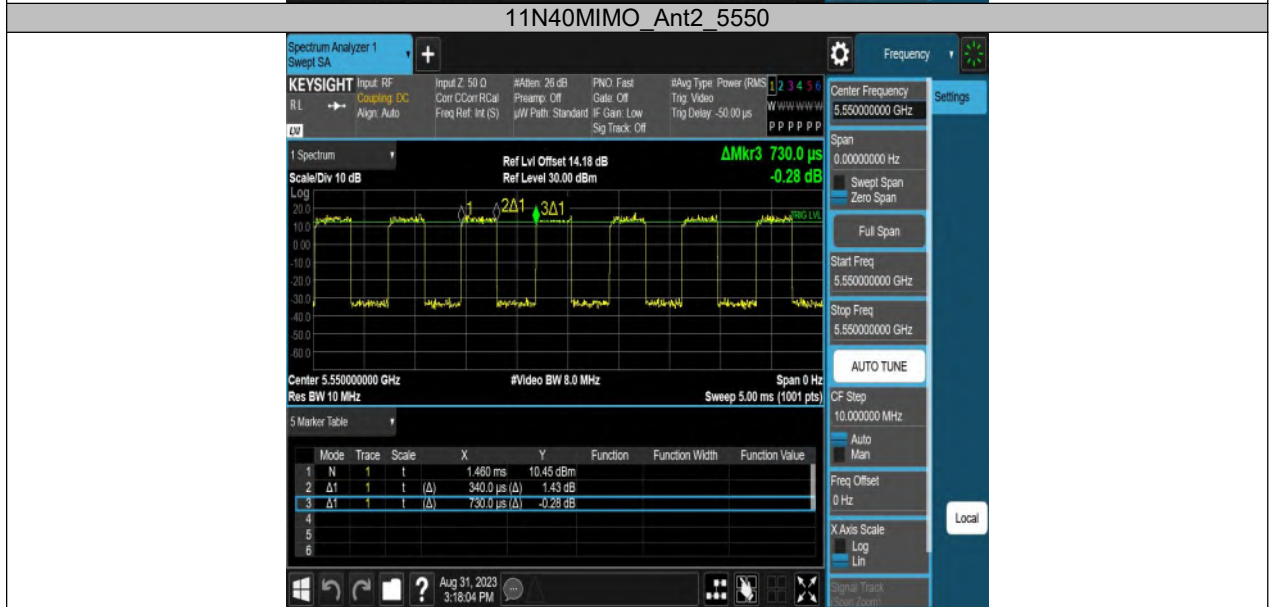 11N40MIMO_Ant2_5550
Spectrum Analyzer 1
Swept SA
+
Frequency
KEYSIGHT Input: RF
RL
Coupling: DC
Align: Auto
LXI
Input Z: 50 Ω
Corr CCorr RCal
Freq Ref: Int (S)
#Atten: 26 dB
Preamp: Off
µW Path: Standard
PNO: Fast
Gate: Off
IF Gain: Low
Sig Track: Off
#Avg Type: Power (RMS
Trig: Video
Trig Delay: -50.00 µs
1 2 3 4 5 6
W W W W W W
P P P P P P
Center Frequency
5.550000000 GHz
Settings
Span
0.00000000 Hz
Swept Span
Zero Span
Full Span
Start Freq
5.550000000 GHz
Stop Freq
5.550000000 GHz
AUTO TUNE
CF Step
10.000000 MHz
Auto
Man
Freq Offset
0 Hz
X Axis Scale
Log
Lin
Signal Track
(Span Zoom)
Local
1 Spectrum
Scale/Div 10 dB
Ref Lvl Offset 14.18 dB
Ref Level 30.00 dBm
ΔMkr3 730.0 µs
-0.28 dB
Log
20.0
10.0
0.00
-10.0
-20.0
-30.0
-40.0
-50.0
-60.0
1 2Δ1 3Δ1
TRIG LVL
Center 5.550000000 GHz #Video BW 8.0 MHz Span 0 Hz
Res BW 10 MHz Sweep 5.00 ms (1001 pts)
5 Marker Table
Mode Trace Scale X Y Function Function Width Function Value
1 N 1 t 1.460 ms 10.45 dBm
2 Δ1 1 t (Δ) 340.0 µs (Δ) 1.43 dB
3 Δ1 1 t (Δ) 730.0 µs (Δ) -0.28 dB
4
5
6
? Aug 31, 2023
3:18:04 PM